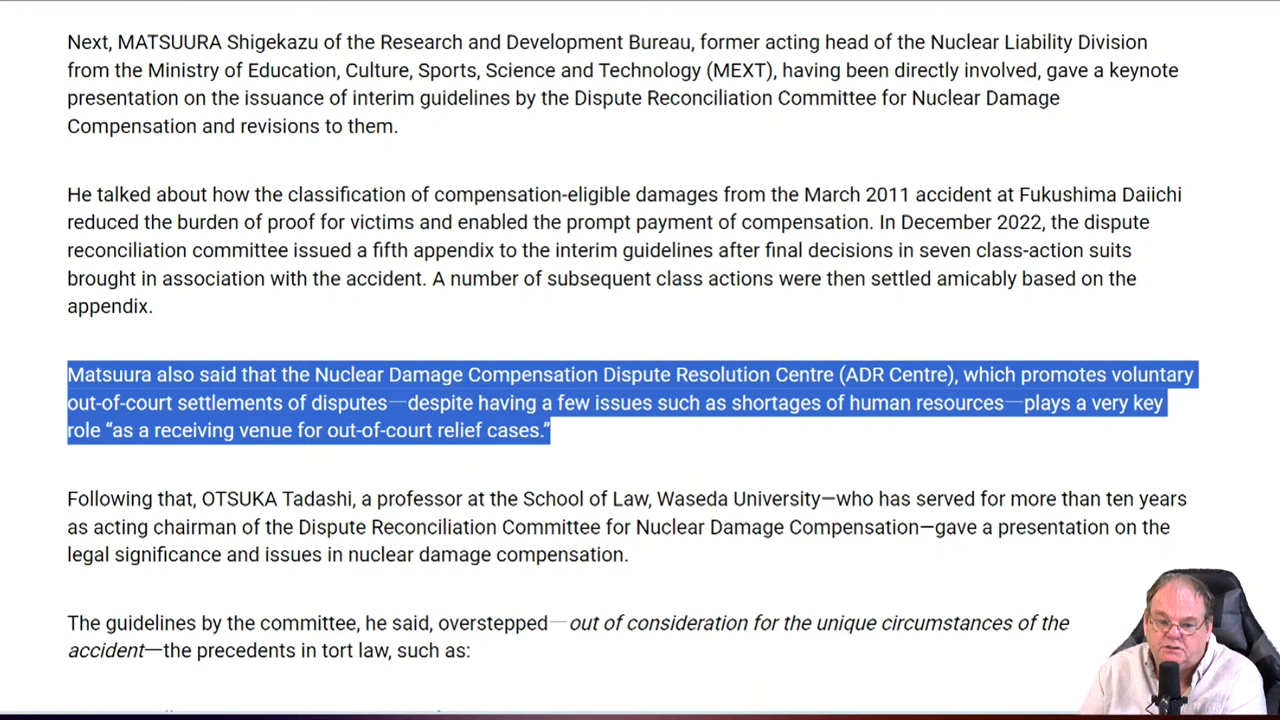 Next, MATSUURA Shigekazu of the Research and Development Bureau, former acting head of the Nuclear Liability Division
from the Ministry of Education, Culture, Sports, Science and Technology (MEXT), having been directly involved, gave a keynote
presentation on the issuance of interim guidelines by the Dispute Reconciliation Committee for Nuclear Damage
Compensation and revisions to them.
He talked about how the classification of compensation-eligible damages from the March 2011 accident at Fukushima Daiichi
reduced the burden of proof for victims and enabled the prompt payment of compensation. In December 2022, the dispute
reconciliation committee issued a fifth appendix to the interim guidelines after final decisions in seven class-action suits
brought in association with the accident. A number of subsequent class actions were then settled amicably based on the
appendix.
Matsuura also said that the Nuclear Damage Compensation Dispute Resolution Centre (ADR Centre), which promotes voluntary
out-of-court settlements of disputes—despite having a few issues such as shortages of human resources—plays a very key
role “as a receiving venue for out-of-court relief cases.”
Following that, OTSUKA Tadashi, a professor at the School of Law, Waseda University—who has served for more than ten years
as acting chairman of the Dispute Reconciliation Committee for Nuclear Damage Compensation—gave a presentation on the
legal significance and issues in nuclear damage compensation.
The guidelines by the committee, he said, overstepped—out of consideration for the unique circumstances of the
accident—the precedents in tort law, such as: